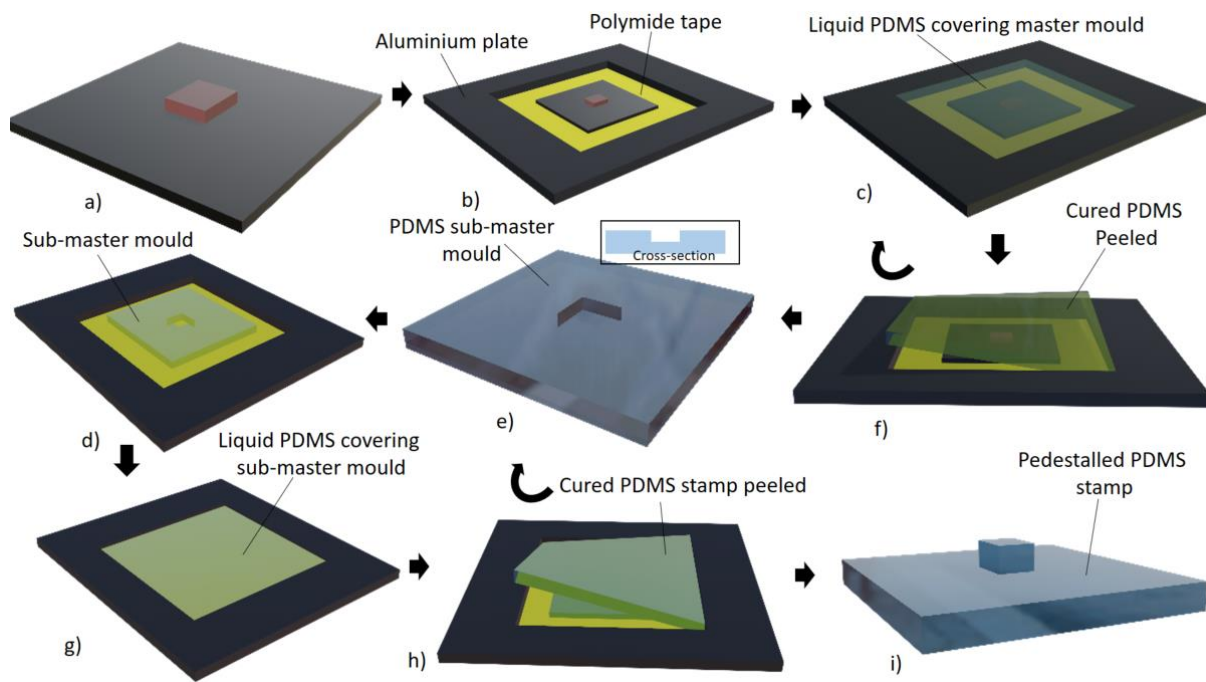 Aluminium plate
Polymide tape
Liquid PDMS covering master mould
a)
b)
c)
Sub-master mould
PDMS sub-master
mould
Cross-section
Cured PDMS
Peeled
d)
e)
f)
Liquid PDMS covering
sub-master mould
Cured PDMS stamp peeled
Pedestalled PDMS
stamp
g)
h)
i)